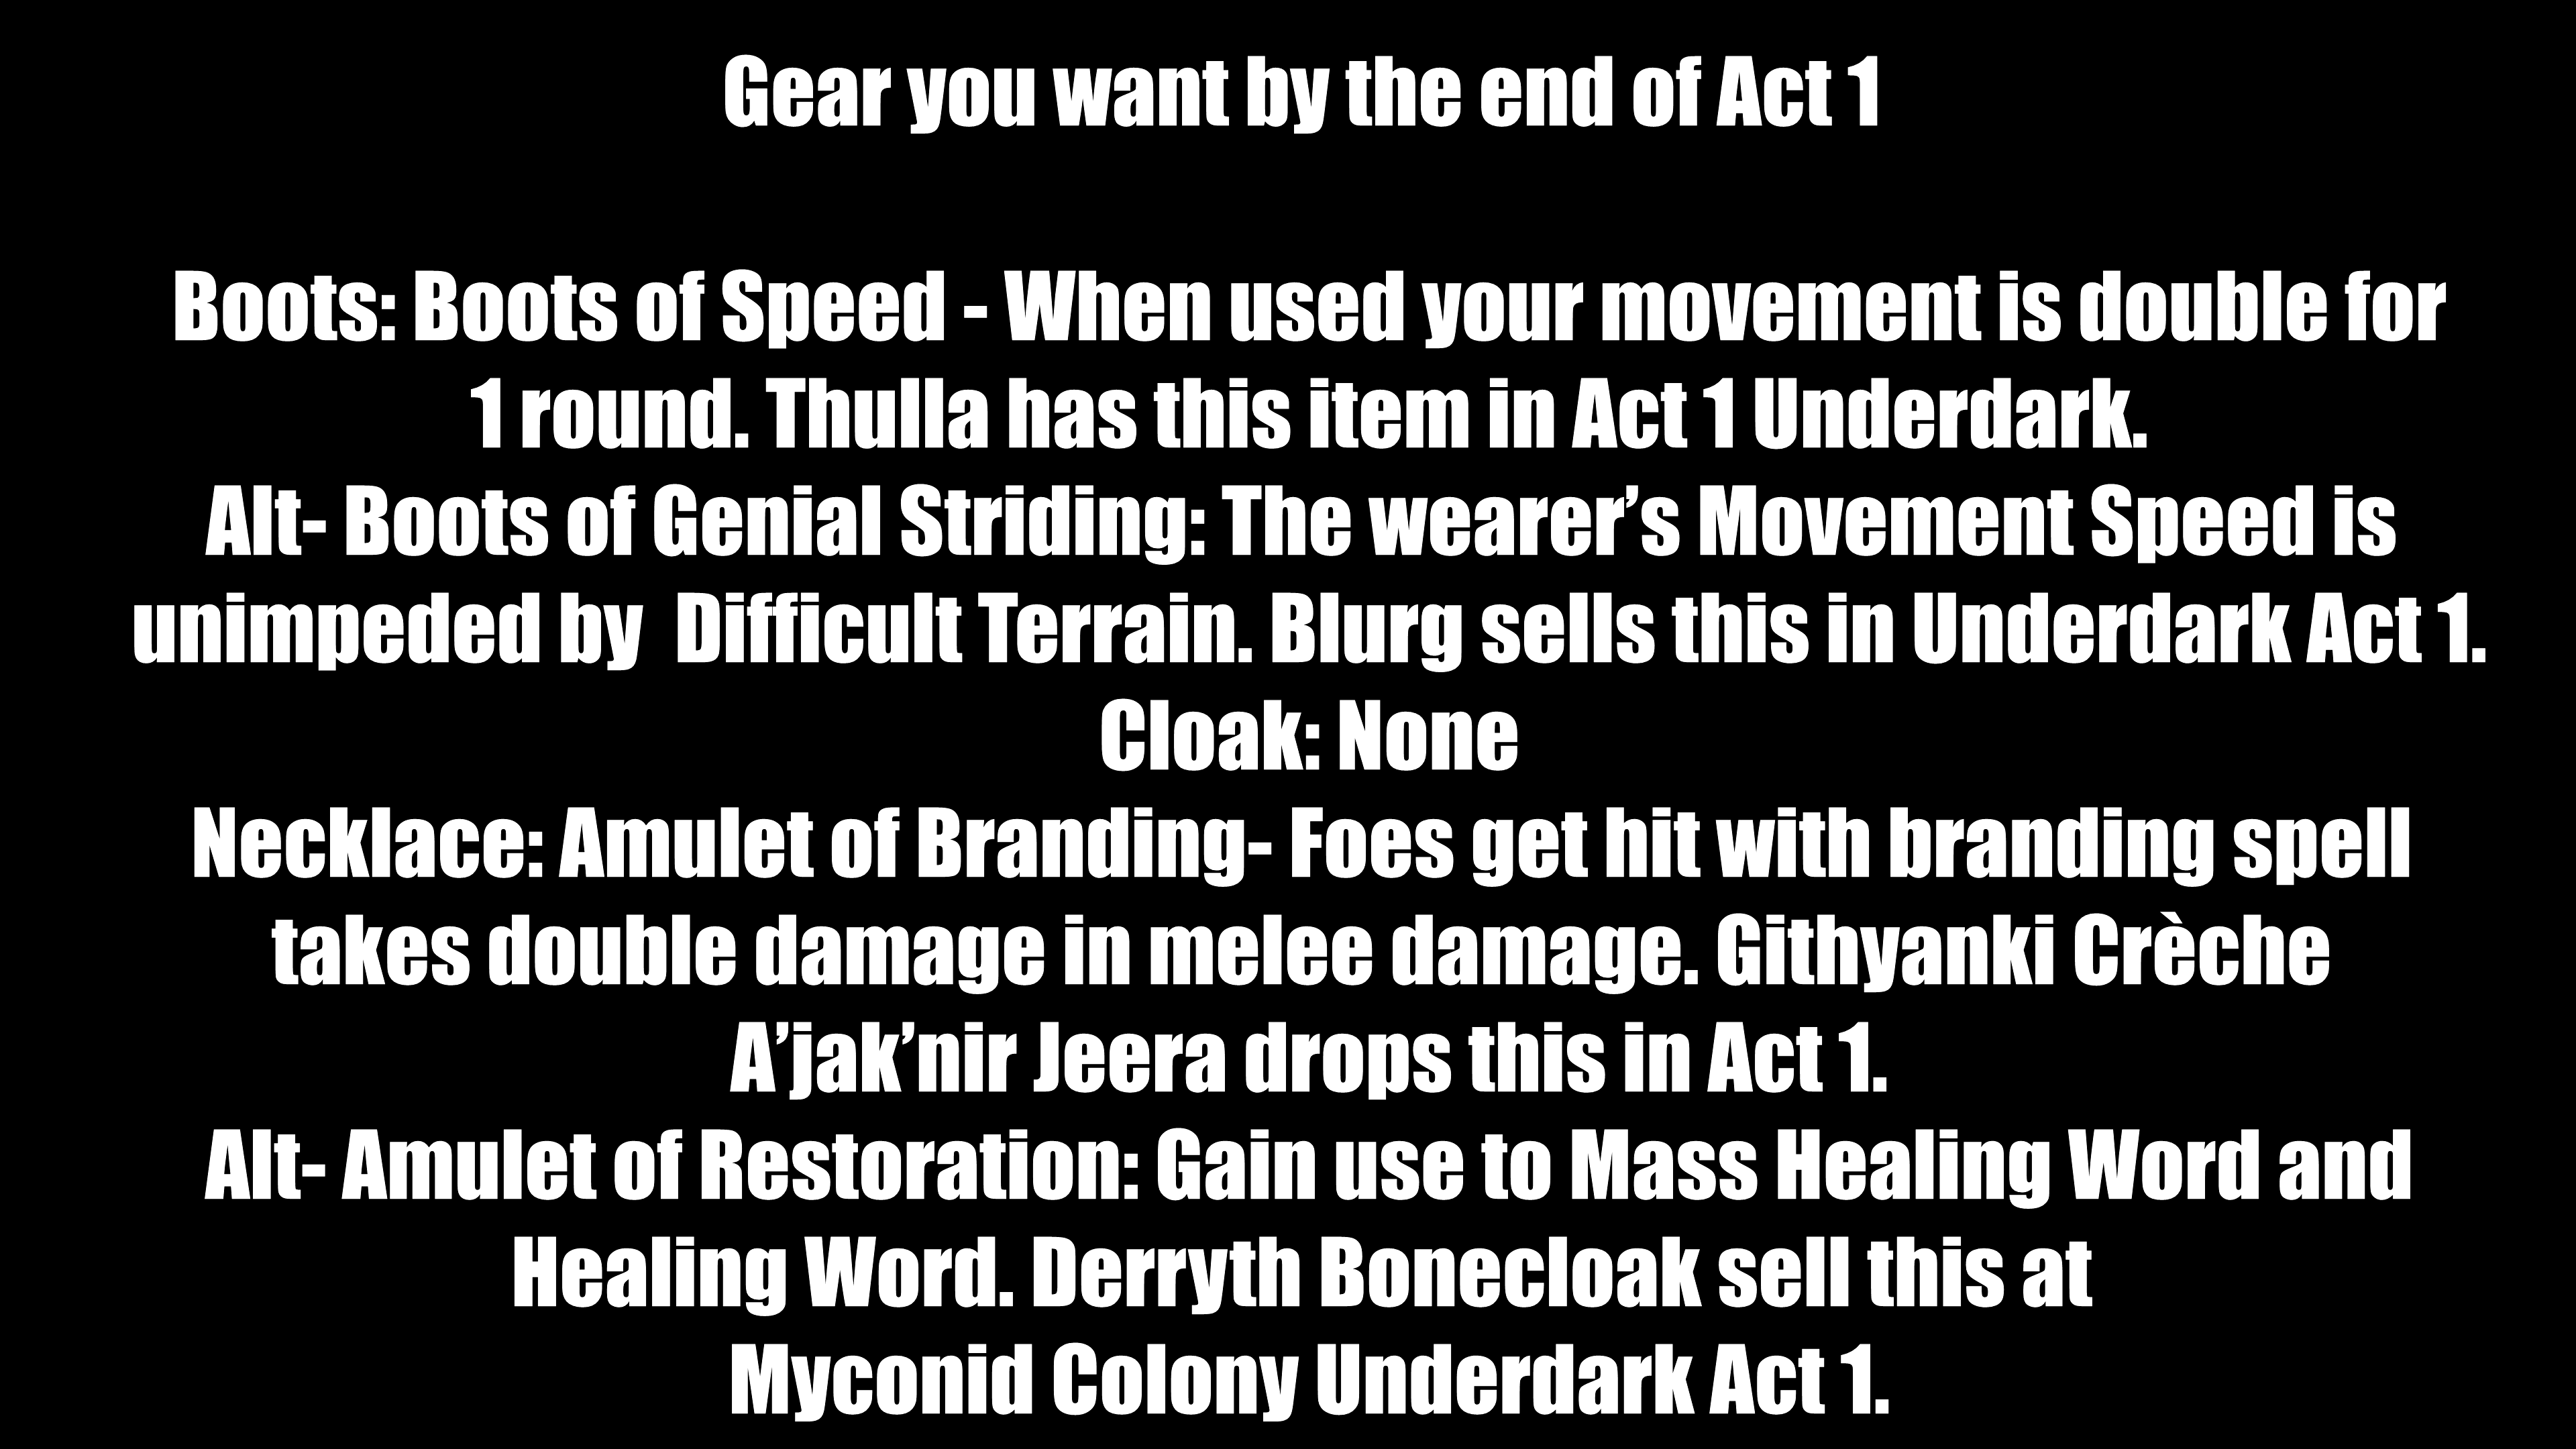 Gear you want by the end of Act 1
Boots: Boots of Speed - When used your movement is double for
1 round. Thulla has this item in Act 1 Underdark.
Alt- Boots of Genial Striding: The wearer’s Movement Speed is
unimpeded by  Difficult Terrain. Blurg sells this in Underdark Act 1.
Cloak: None
Necklace: Amulet of Branding- Foes get hit with branding spell
takes double damage in melee damage. Githyanki Crèche
A’jak’nir Jeera drops this in Act 1.
Alt- Amulet of Restoration: Gain use to Mass Healing Word and
Healing Word. Derryth Bonecloak sell this at
Myconid Colony Underdark Act 1.